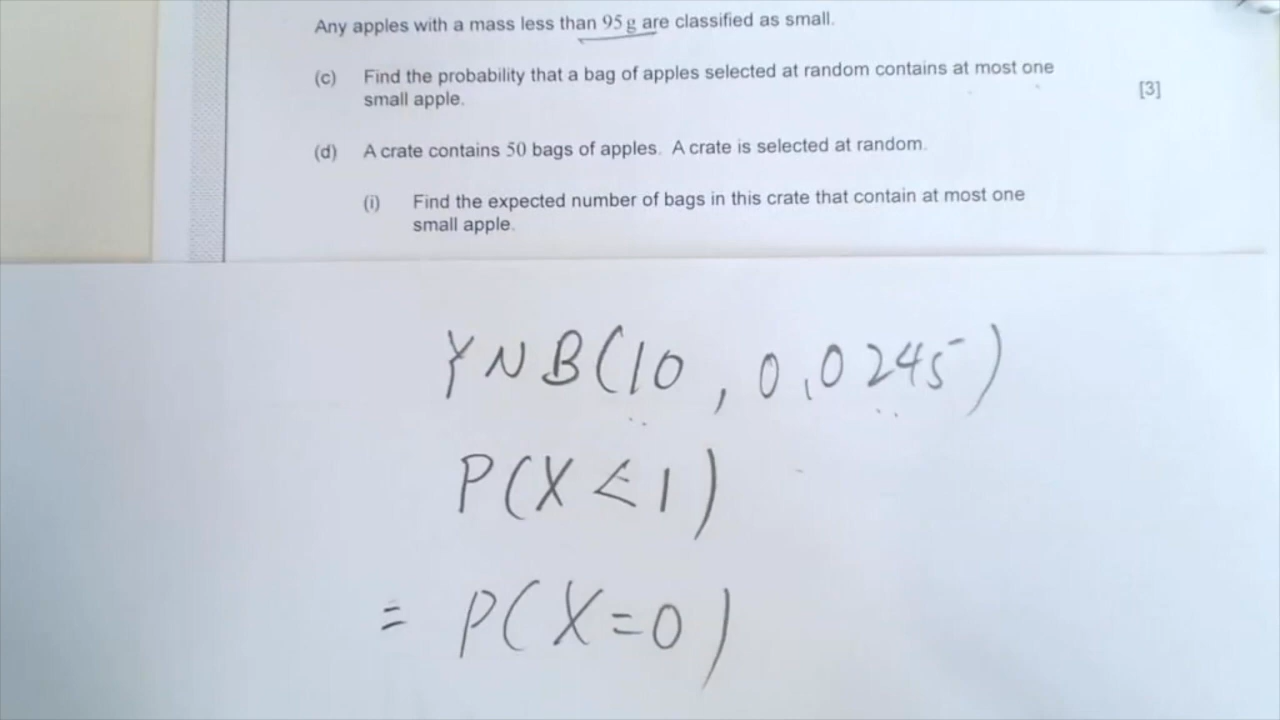 Any apples with a mass less than 95 g are classified as small.
(c) Find the probability that a bag of apples selected at random contains at most one
small apple.
[3]
(d) A crate contains 50 bags of apples. A crate is selected at random.
(i) Find the expected number of bags in this crate that contain at most one
small apple.
Y N B(10, 0.0245)
P(X < 1)
= P(X=0)